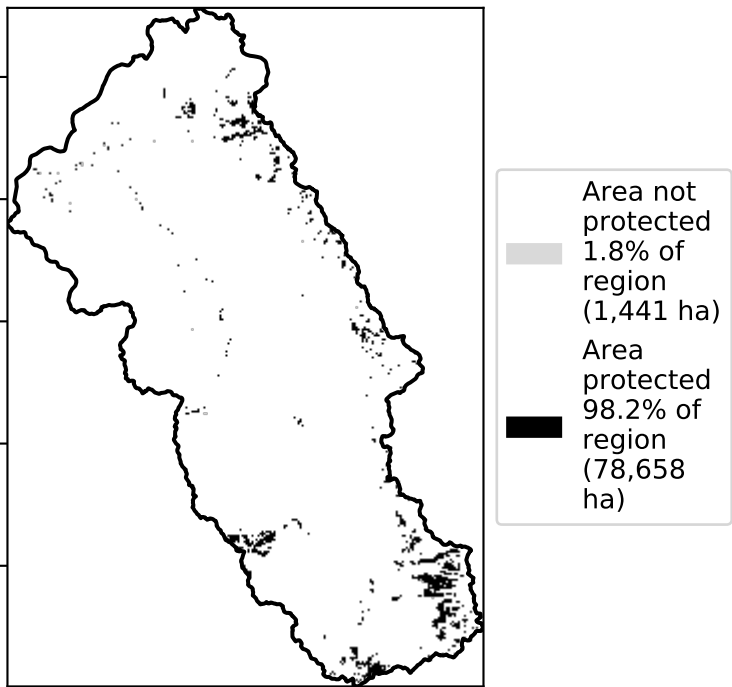 Area not
protected
1.8% of
region
(1,441 ha)
Area
protected
98.2% of
region
(78,658
ha)